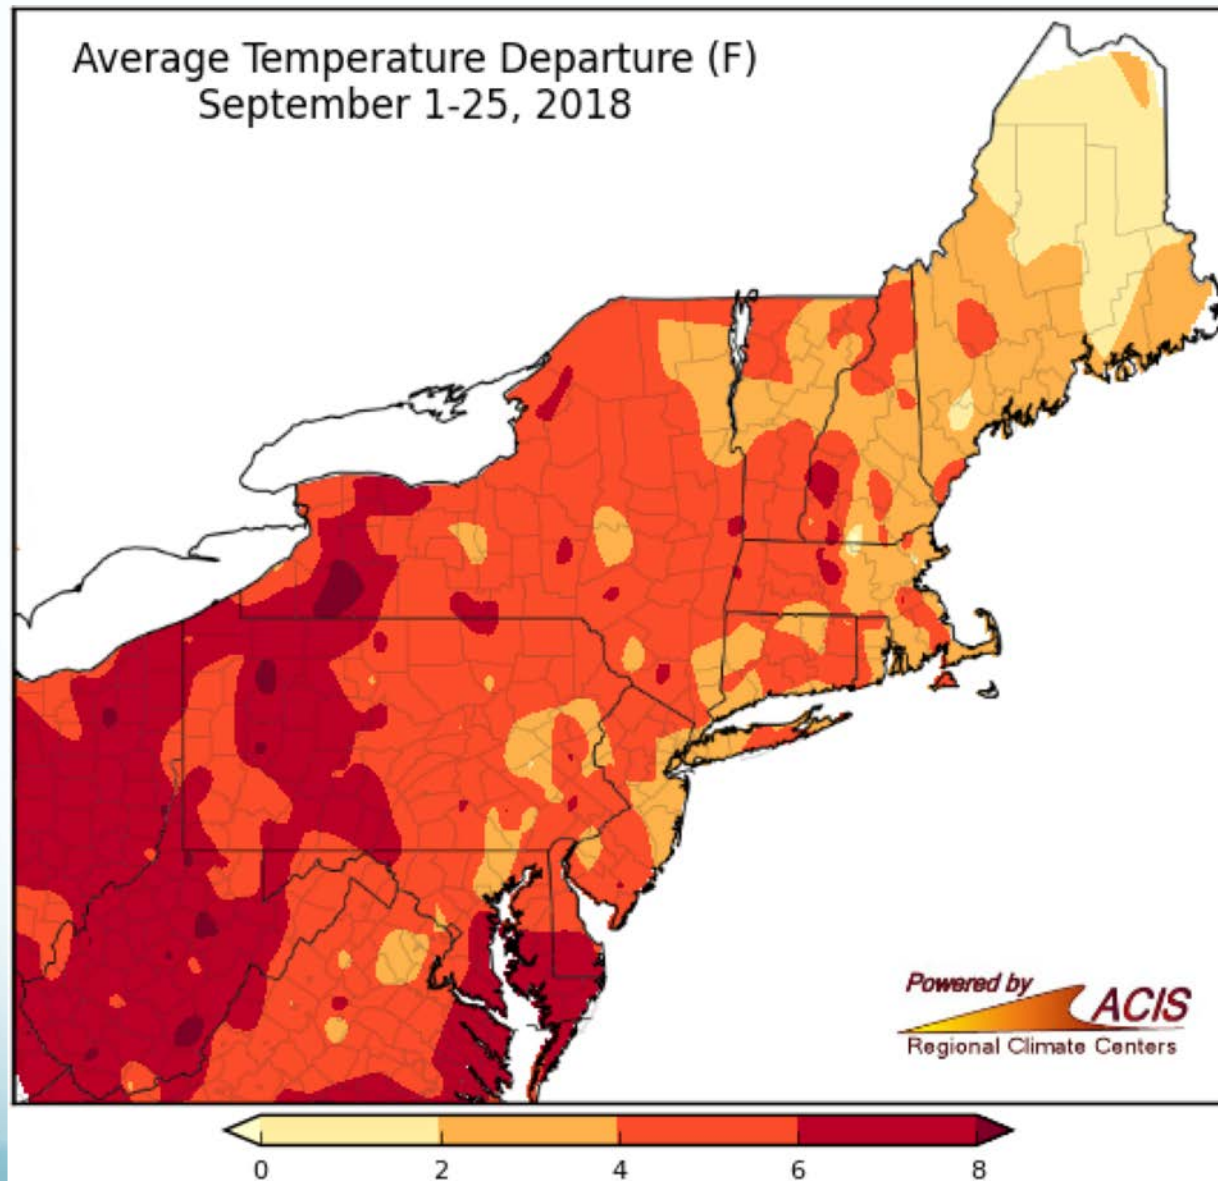 Average Temperature Departure (F)
September 1-25, 2018
Powered by
ACIS
Regional Climate Centers
0 2 4 6 8